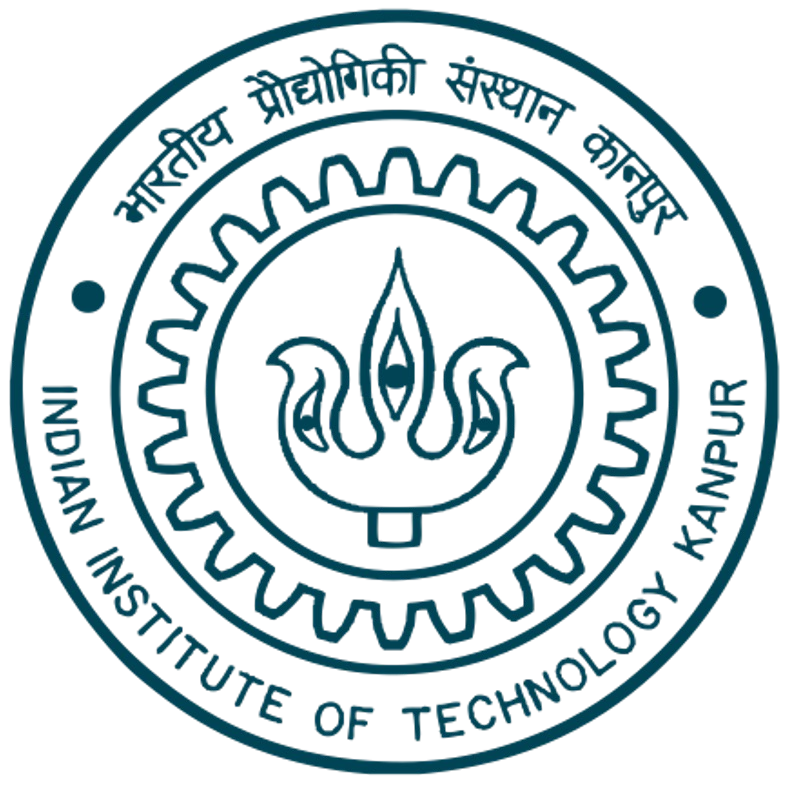 भारतीय प्रौद्योगिकी संस्थान कानपुर
INDIAN INSTITUTE OF TECHNOLOGY KANPUR